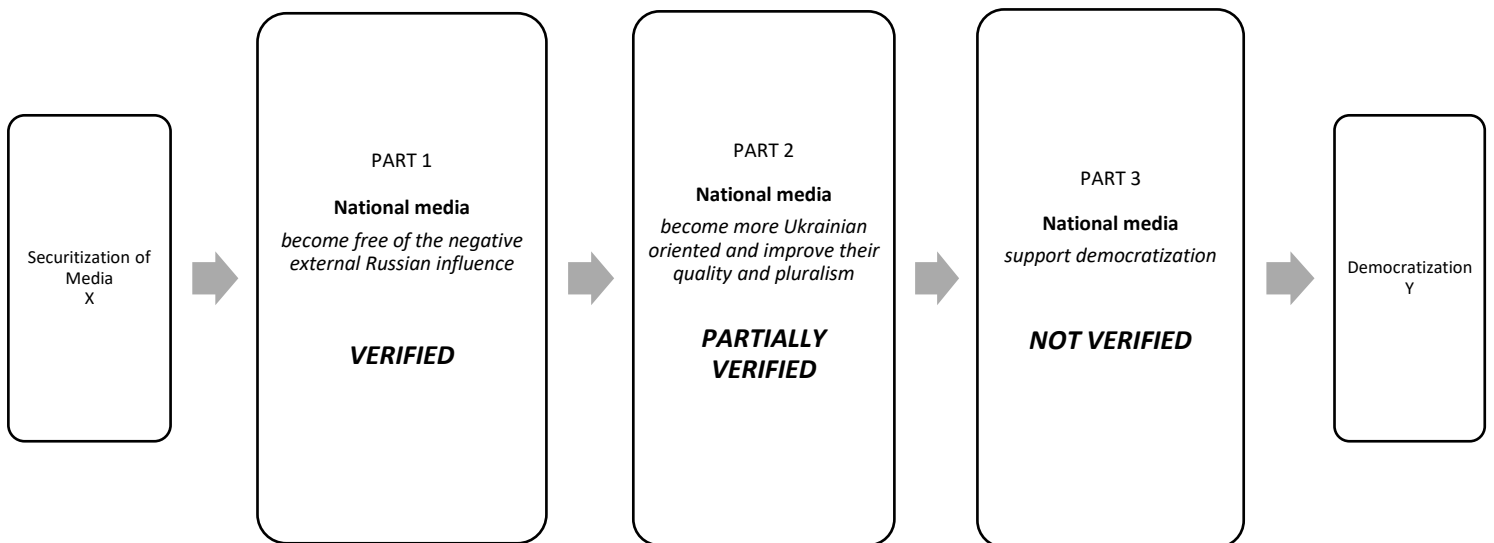 Securitization of
Media
X
PART 1
National media
become free of the negative
external Russian influence
VERIFIED
PART 2
National media
become more Ukrainian
oriented and improve their
quality and pluralism
PARTIALLY
VERIFIED
PART 3
National media
support democratization
NOT VERIFIED
Democratization
Y